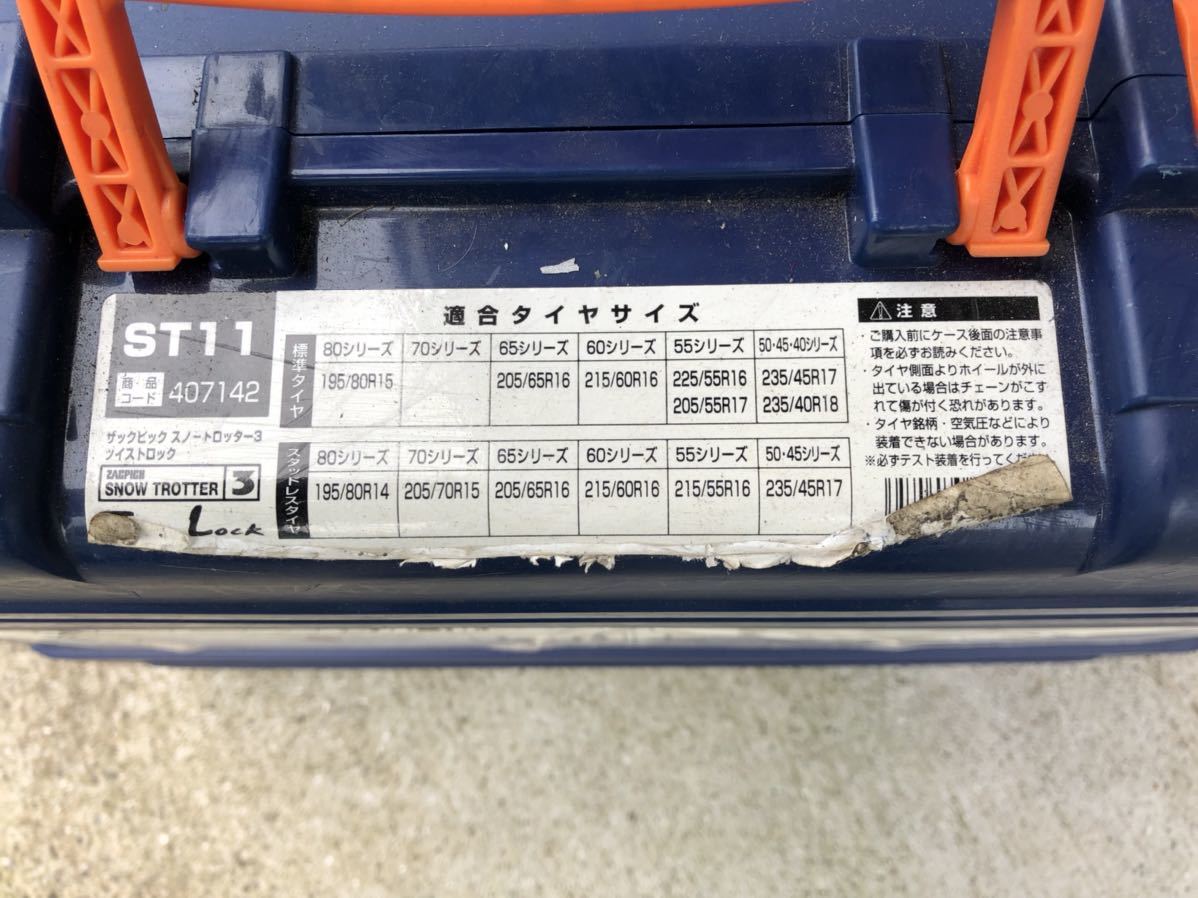 ST11
商・品
コード 407142
ザックピック スノートロッター3
ツイストロック
ZACPICK
SNOW TROTTER 3
Lock
適合タイヤサイズ
標準タイヤ
80シリーズ 70シリーズ 65シリーズ 60シリーズ 55シリーズ 50・45・40シリーズ
195/80R15 205/65R16 215/60R16 225/55R16 235/45R17
205/55R17 235/40R18
スタッドレスタイヤ
80シリーズ 70シリーズ 65シリーズ 60シリーズ 55シリーズ 50・45シリーズ
195/80R14 205/70R15 205/65R16 215/60R16 215/55R16 235/45R17
注意
・ご購入前にケース後面の注意事
項を必ずお読みください。
・タイヤ側面よりホイールが外に
出ている場合はチェーンがこす
れて傷が付く恐れがあります。
・タイヤ銘柄・空気圧などにより
装着できない場合があります。
※必ずテスト装着を行ってくだ